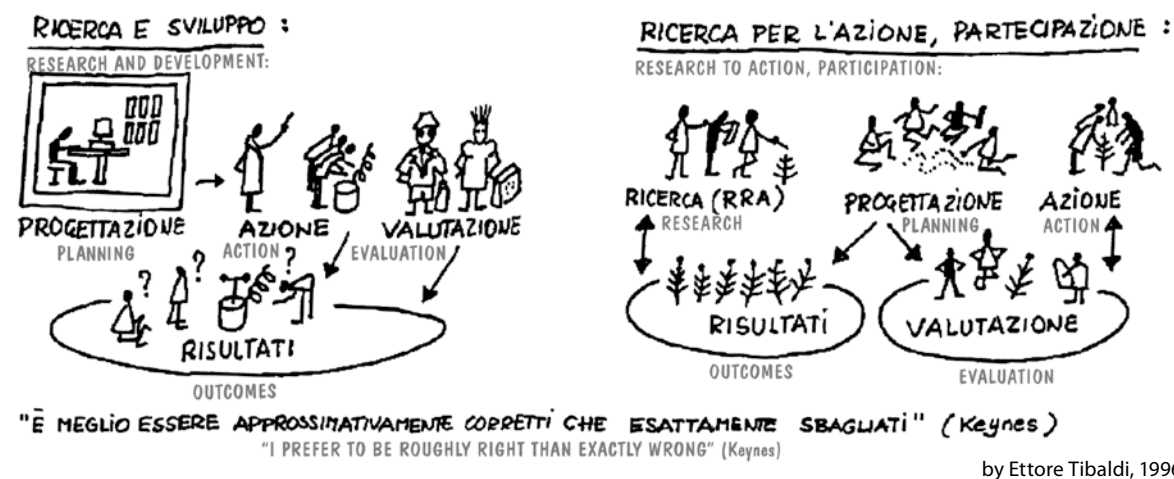 RICERCA E SVILUPPO :
RESEARCH AND DEVELOPMENT:
PROGETTAZIONE
PLANNING
AZIONE
ACTION
VALUTAZIONE
EVALUATION
? ? ?
RISULTATI
OUTCOMES
RICERCA PER L'AZIONE, PARTECIPAZIONE :
RESEARCH TO ACTION, PARTICIPATION:
RICERCA (RRA)
RESEARCH
PROGETTAZIONE
PLANNING
AZIONE
ACTION
RISULTATI
OUTCOMES
VALUTAZIONE
EVALUATION
"È MEGLIO ESSERE APPROSSIMATIVAMENTE CORRETTI CHE ESATTAMENTE SBAGLIATI" (Keynes)
"I PREFER TO BE ROUGHLY RIGHT THAN EXACTLY WRONG" (Keynes)
by Ettore Tibaldi, 1996